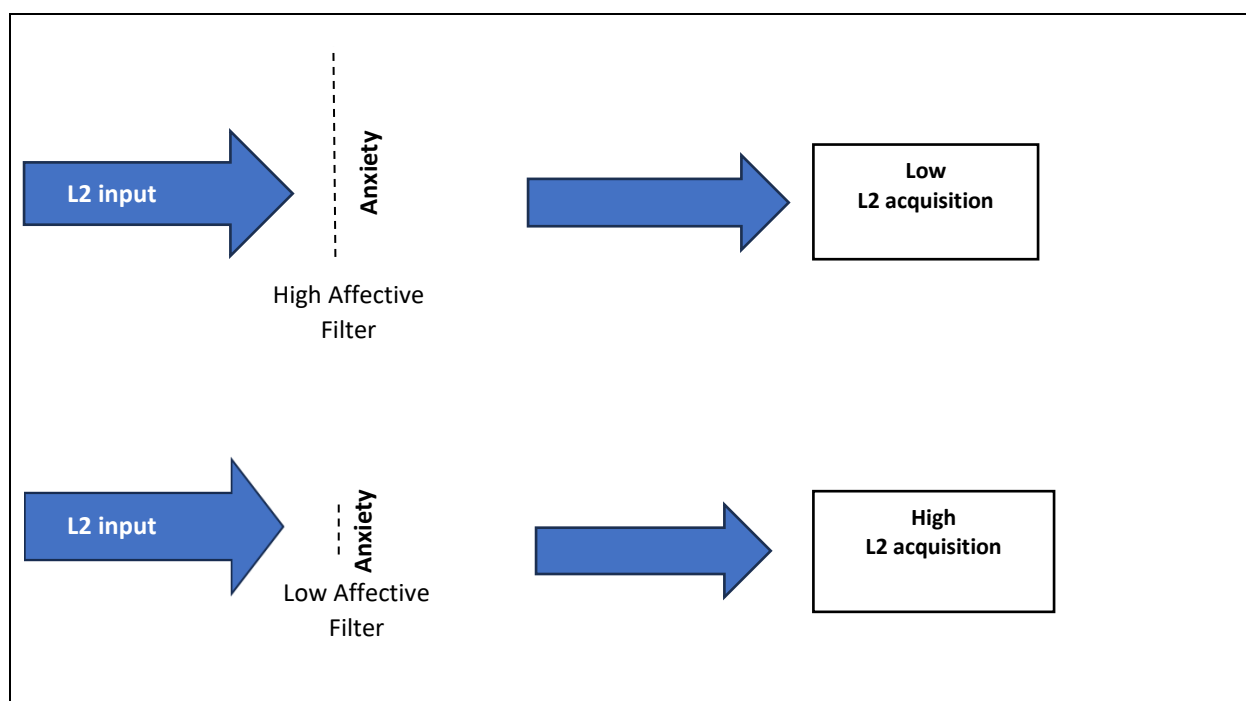 L2 input
Anxiety
High Affective
Filter
Low
L2 acquisition
L2 input
Anxiety
Low Affective
Filter
High
L2 acquisition